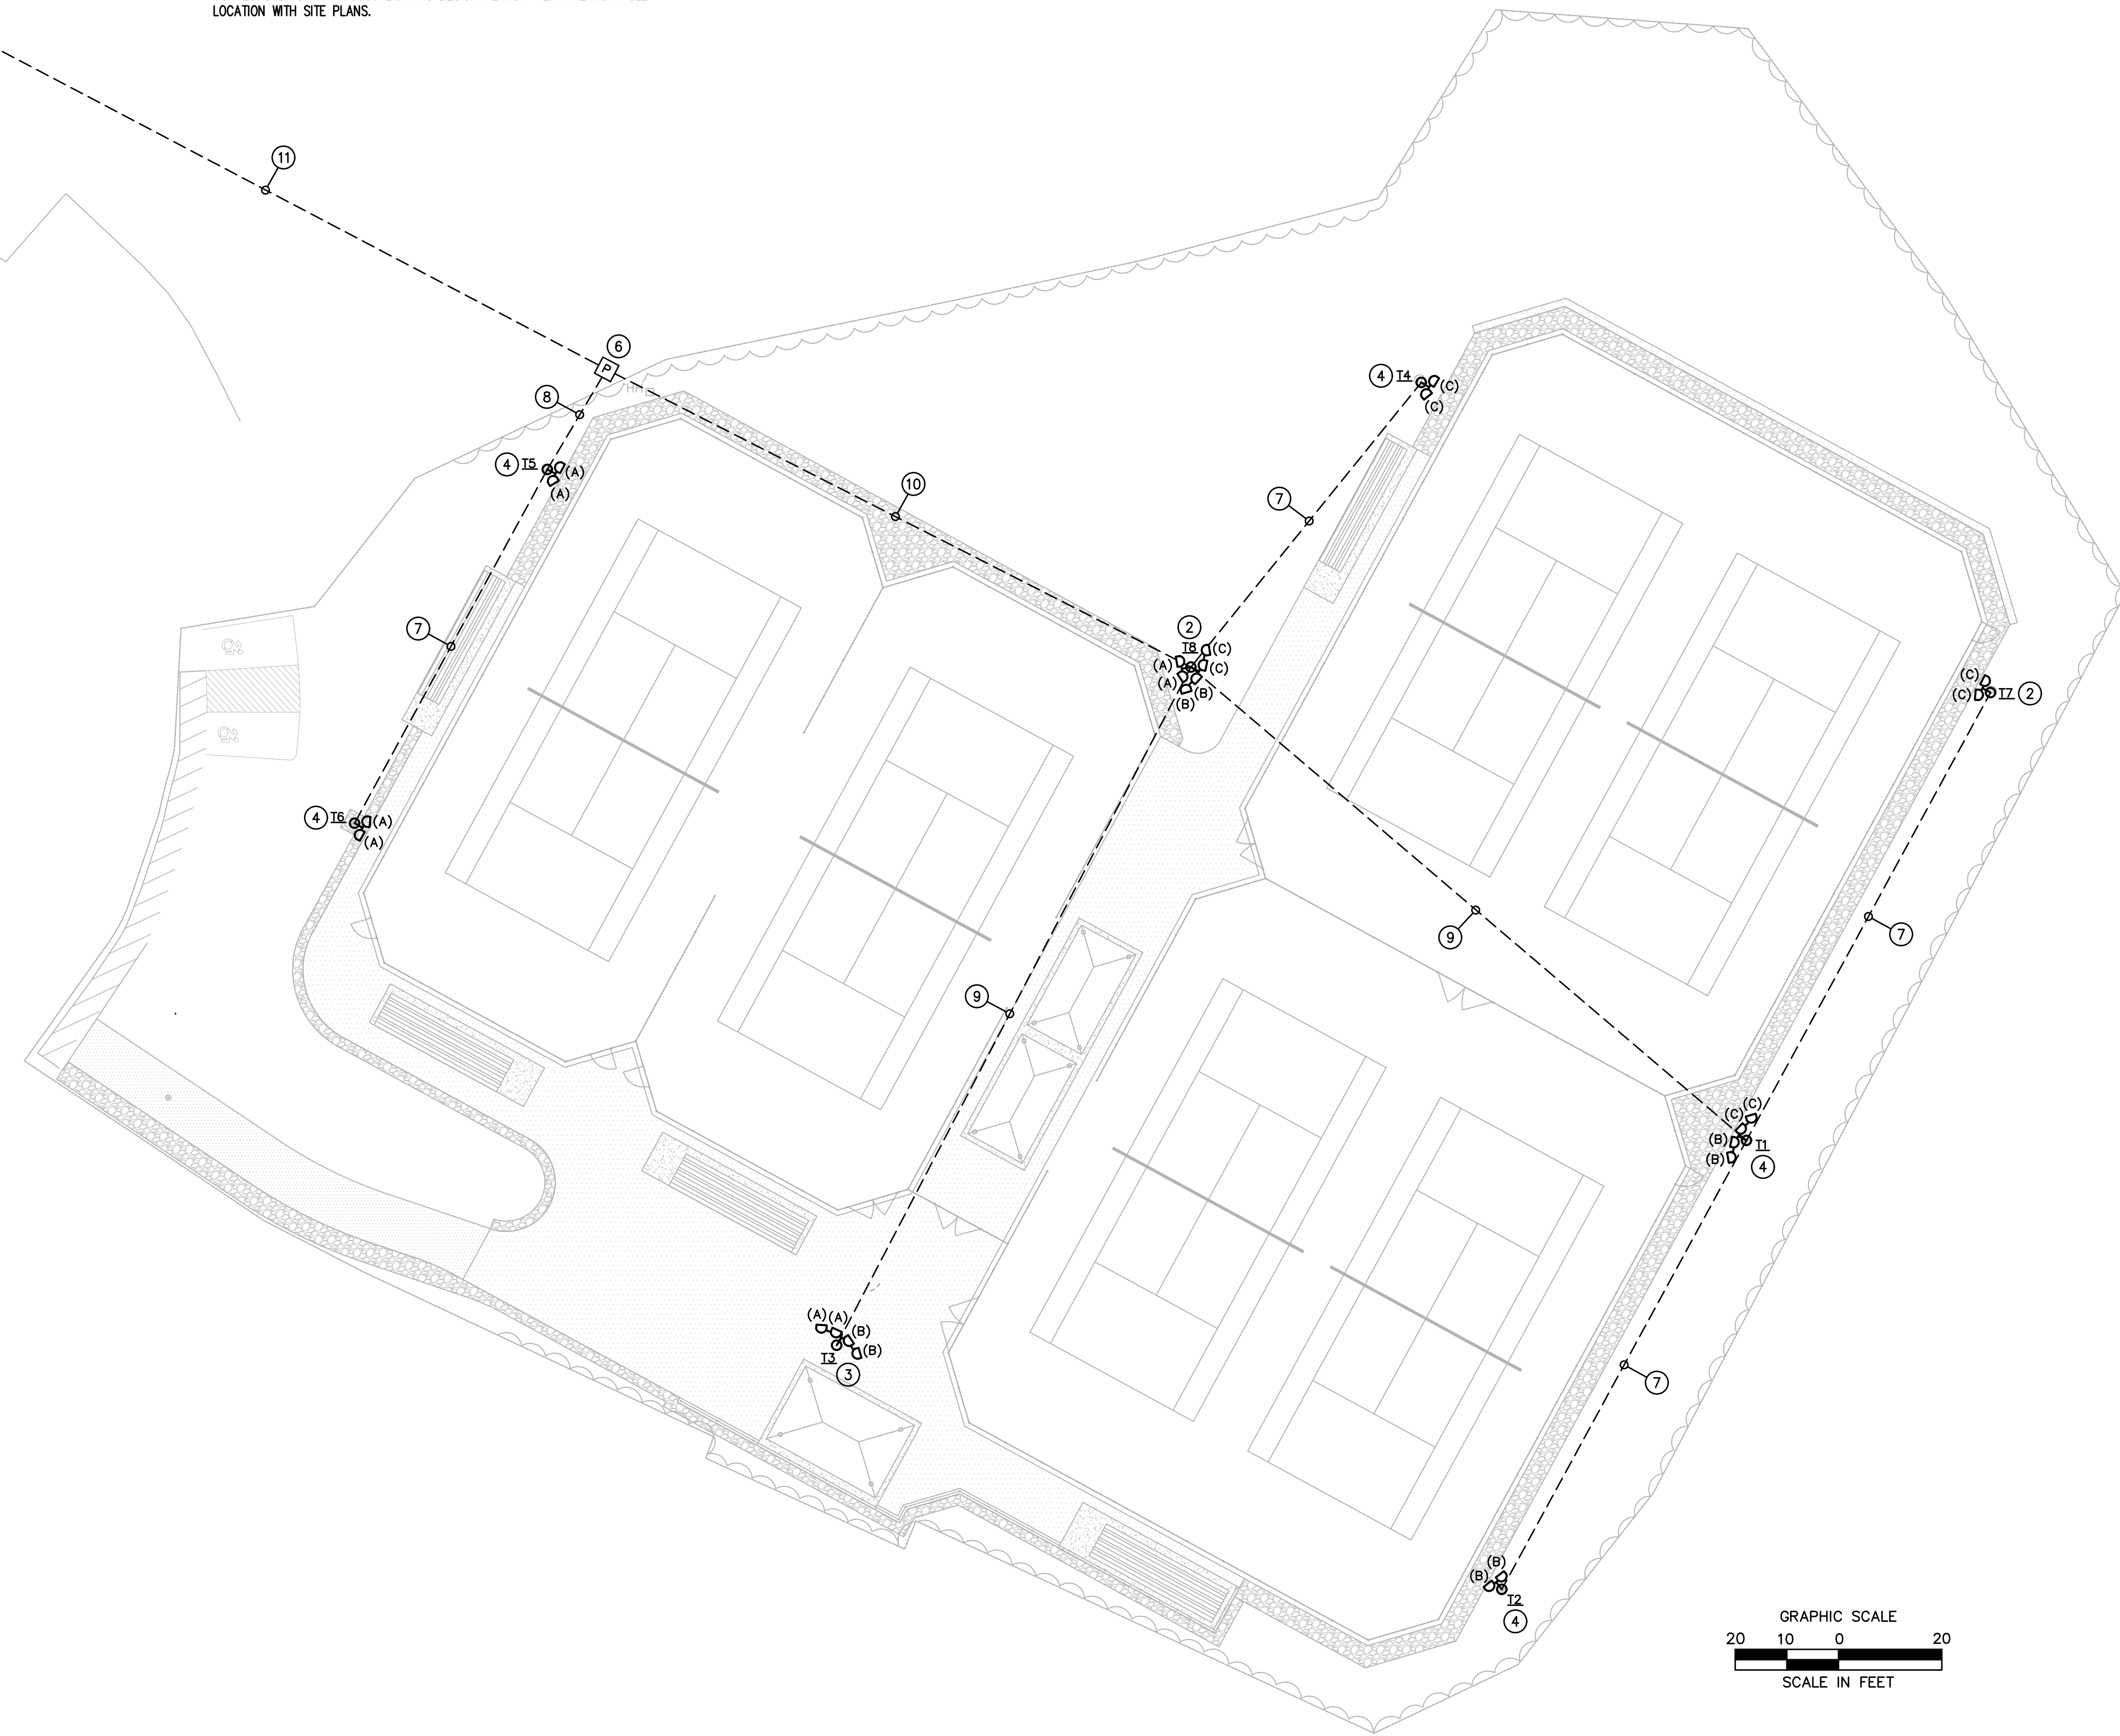 LOCATION WITH SITE PLANS.
11
6
P
HH
8
4 T4 (C)
(C)
4 T5 (A)
(A)
10
7
7
2
T8
(C)
(A) (C)
(A) (B)
(B)
(C)
(C) T7 2
4 T6 (A)
(A)
7
9
9
(C) (C)
(B) T1
(B) 4
(A) (A)
(B)
(B)
T3
3
7
(B)
(B)
T2
4
GRAPHIC SCALE
20 10 0 20
SCALE IN FEET